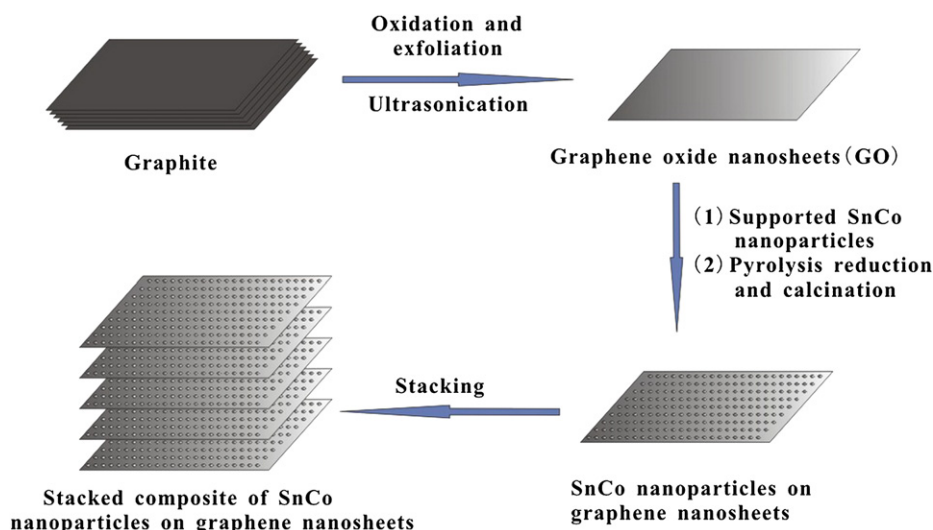 Oxidation and
exfoliation
Ultrasonication
Graphite
Graphene oxide nanosheets(GO)
(1) Supported SnCo
nanoparticles
(2) Pyrolysis reduction
and calcination
Stacking
Stacked composite of SnCo
nanoparticles on graphene nanosheets
SnCo nanoparticles on
graphene nanosheets